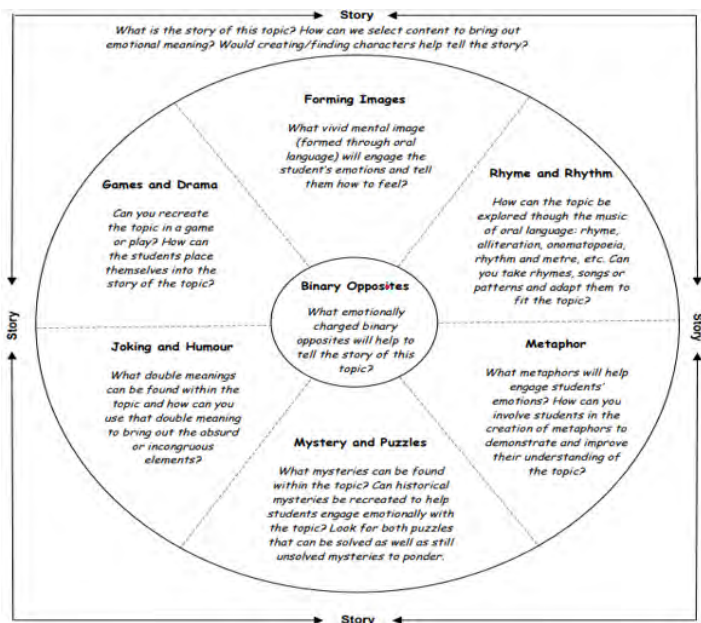 Story
What is the story of this topic? How can we select content to bring out
emotional meaning? Would creating/finding characters help tell the story?
Forming Images
What vivid mental image
(formed through oral
language) will engage the
student's emotions and tell
them how to feel?
Games and Drama
Can you recreate
the topic in a game
or play? How can
the students place
themselves into the
story of the topic?
Rhyme and Rhythm
How can the topic be
explored though the music
of oral language: rhyme,
alliteration, onomatopoeia,
rhythm and metre, etc. Can
you take rhymes, songs or
patterns and adapt them to
fit the topic?
Binary Opposites
What emotionally
charged binary
opposites will help to
tell the story of this
topic?
Story
Story
Joking and Humour
What double meanings
can be found within the
topic and how can you
use that double meaning
to bring out the absurd
or incongruous
elements?
Metaphor
What metaphors will help
engage students'
emotions? How can you
involve students in the
creation of metaphors to
demonstrate and improve
their understanding of
the topic?
Mystery and Puzzles
What mysteries can be found
within the topic? Can historical
mysteries be recreated to help
students engage emotionally with
the topic? Look for both puzzles
that can be solved as well as still
unsolved mysteries to ponder.
Story